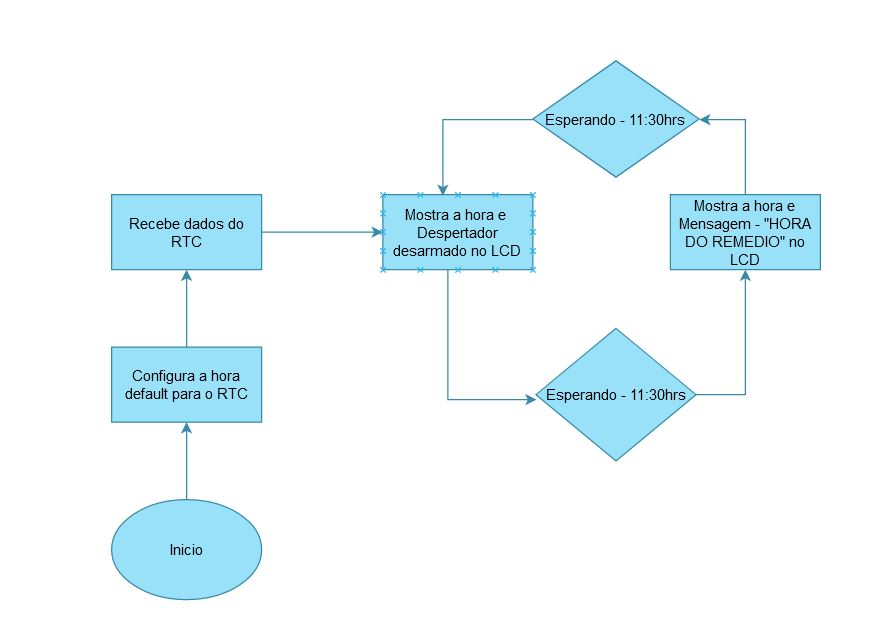 Esperando - 11:30hrs
Recebe dados do
RTC
Mostra a hora e
Despertador
desarmado no LCD
Mostra a hora e
Mensagem - "HORA
DO REMEDIO" no
LCD
Configura a hora
default para o RTC
Esperando - 11:30hrs
Inicio